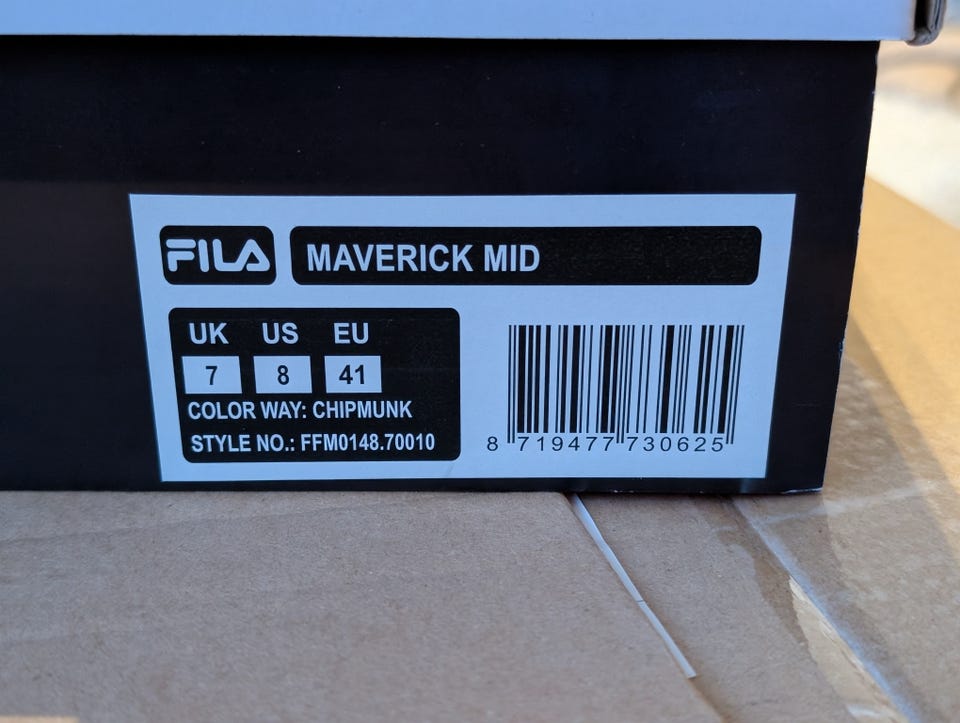 FILA MAVERICK MID
UK US EU
7 8 41
COLOR WAY: CHIPMUNK
STYLE NO.: FFM0148.70010
8 719477 730625